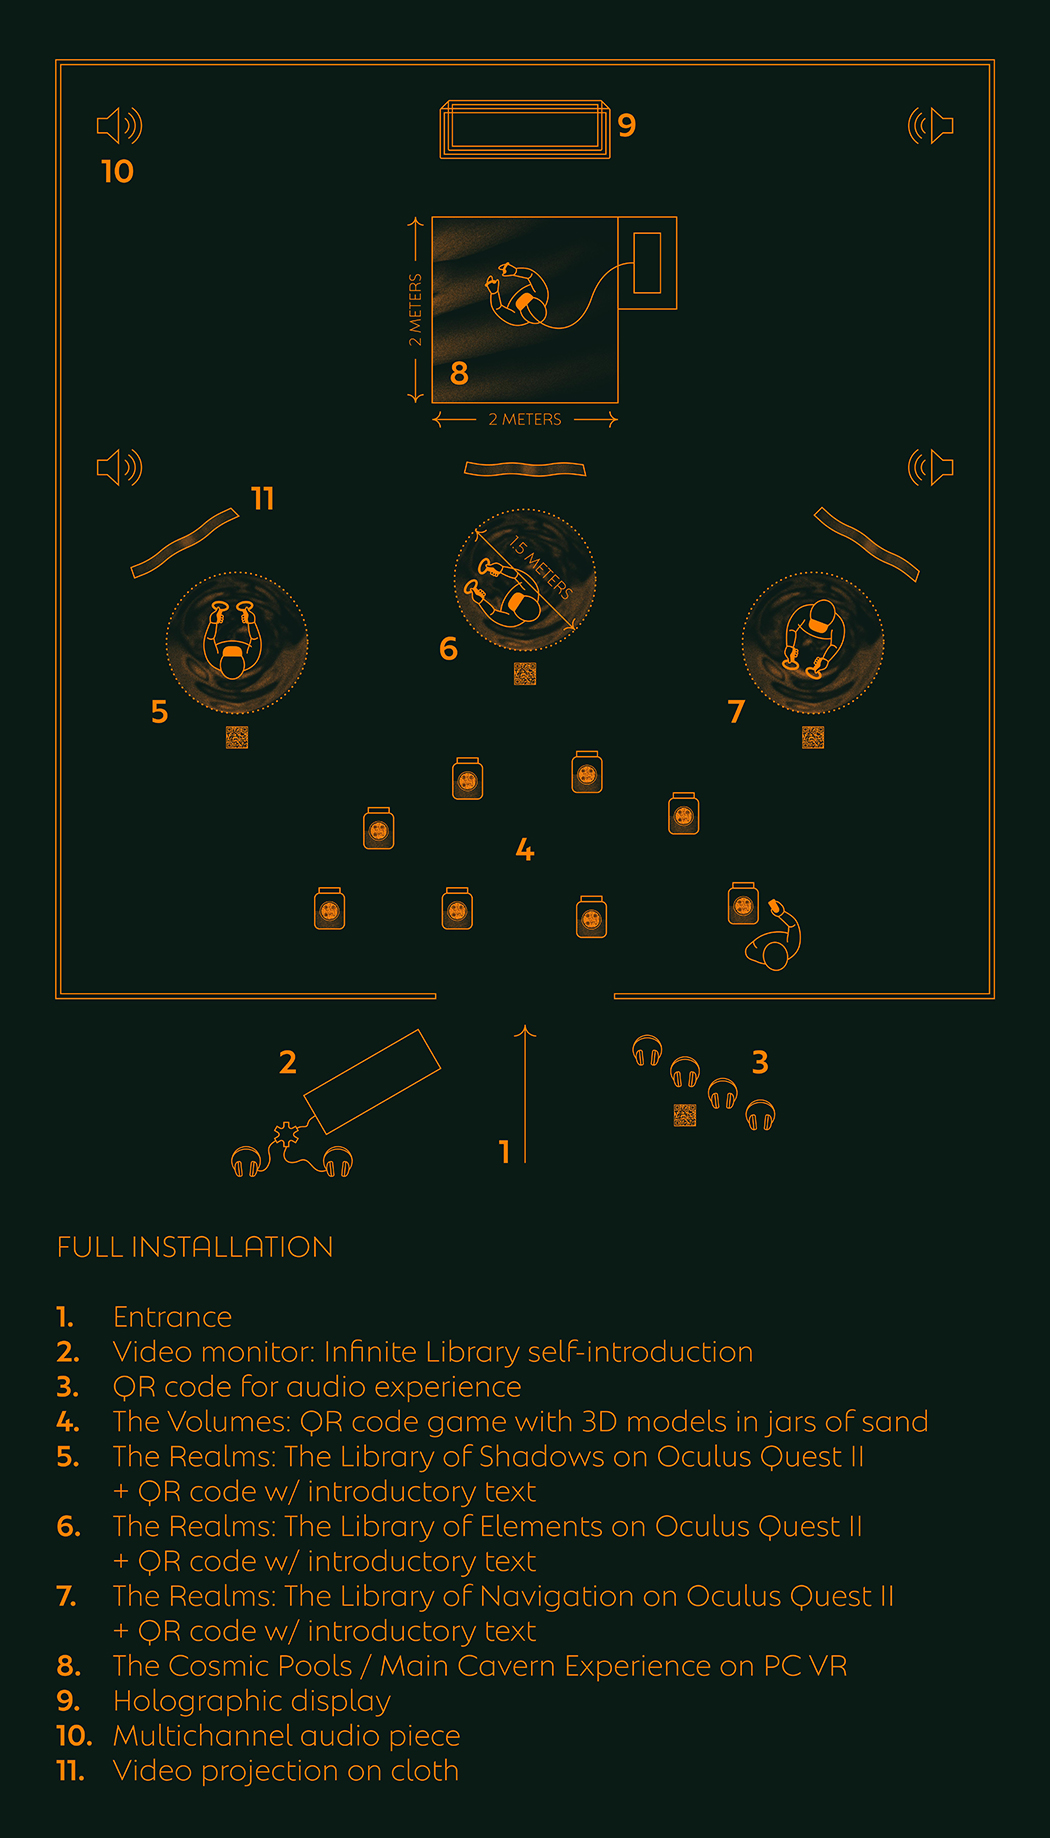 9
10
2 METERS
8
2 METERS
11
1.5 METERS
6
5
7
4
2
3
1
FULL INSTALLATION
1. Entrance
2. Video monitor: Infinite Library self-introduction
3. QR code for audio experience
4. The Volumes: QR code game with 3D models in jars of sand
5. The Realms: The Library of Shadows on Oculus Quest II
+ QR code w/ introductory text
6. The Realms: The Library of Elements on Oculus Quest II
+ QR code w/ introductory text
7. The Realms: The Library of Navigation on Oculus Quest II
+ QR code w/ introductory text
8. The Cosmic Pools / Main Cavern Experience on PC VR
9. Holographic display
10. Multichannel audio piece
11. Video projection on cloth